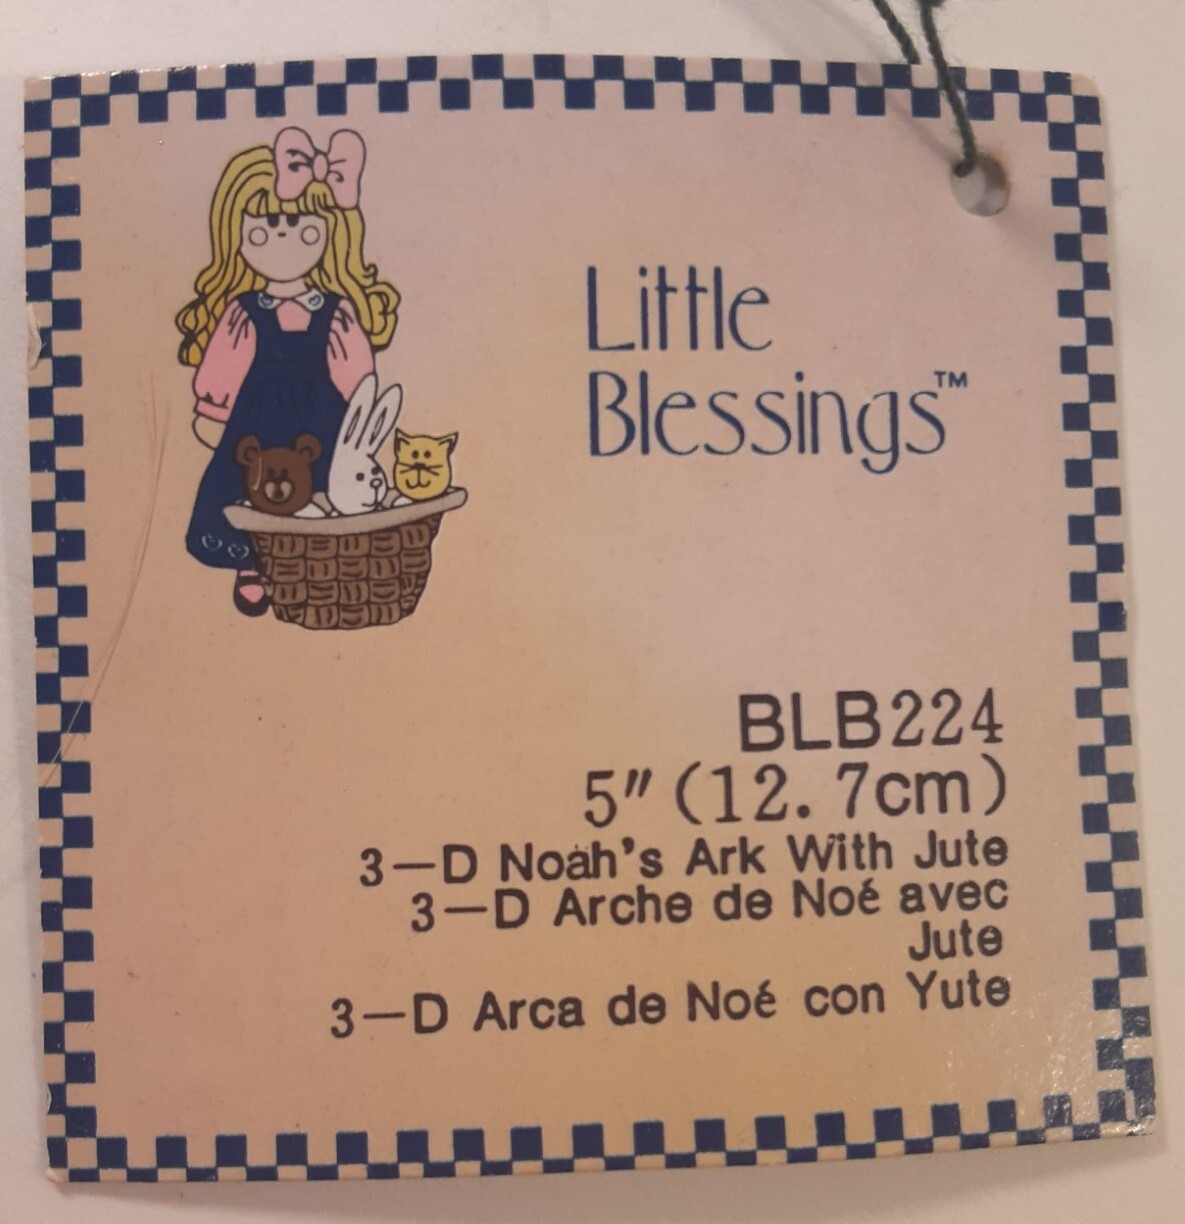 Little
Blessings™
BLB224
5" (12.7cm)
3-D Noah's Ark With Jute
3-D Arche de Noé avec
Jute
3-D Arca de Noé con Yute